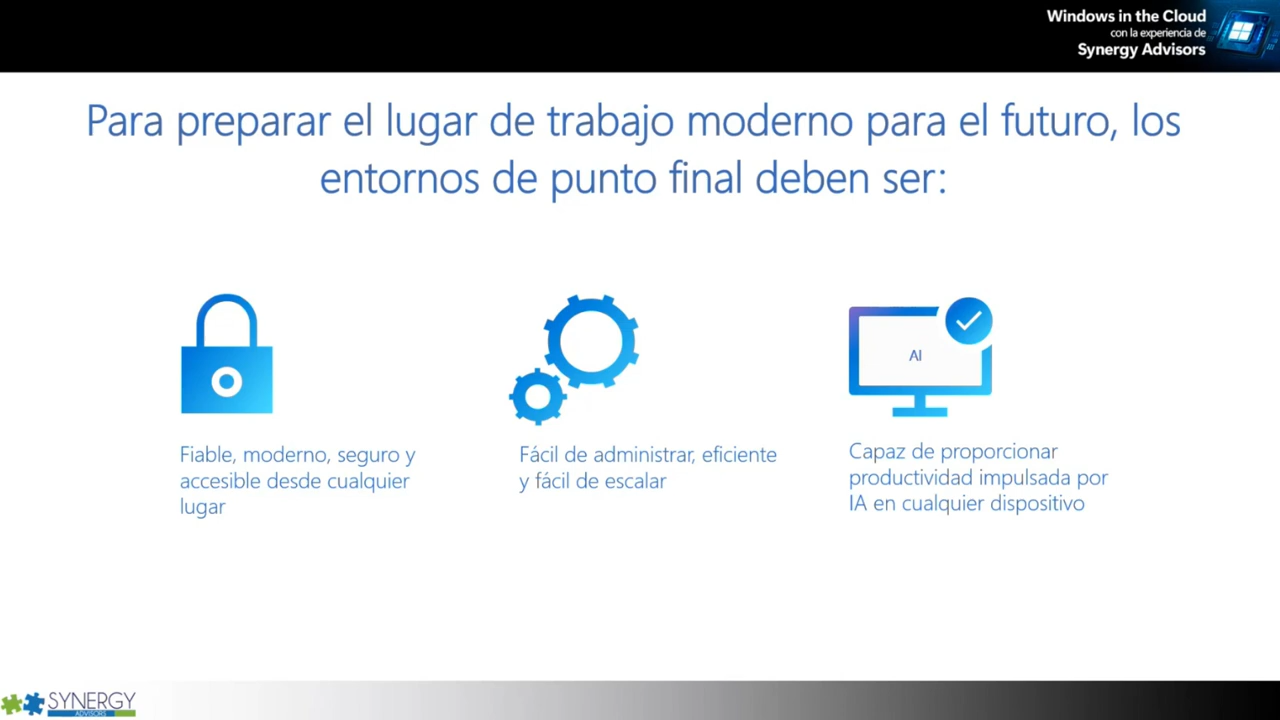 Windows in the Cloud
con la experiencia de
Synergy Advisors
Para preparar el lugar de trabajo moderno para el futuro, los
entornos de punto final deben ser:
AI
Fiable, moderno, seguro y
accesible desde cualquier
lugar
Fácil de administrar, eficiente
y fácil de escalar
Capaz de proporcionar
productividad impulsada por
IA en cualquier dispositivo
SYNERGY
ADVISORS